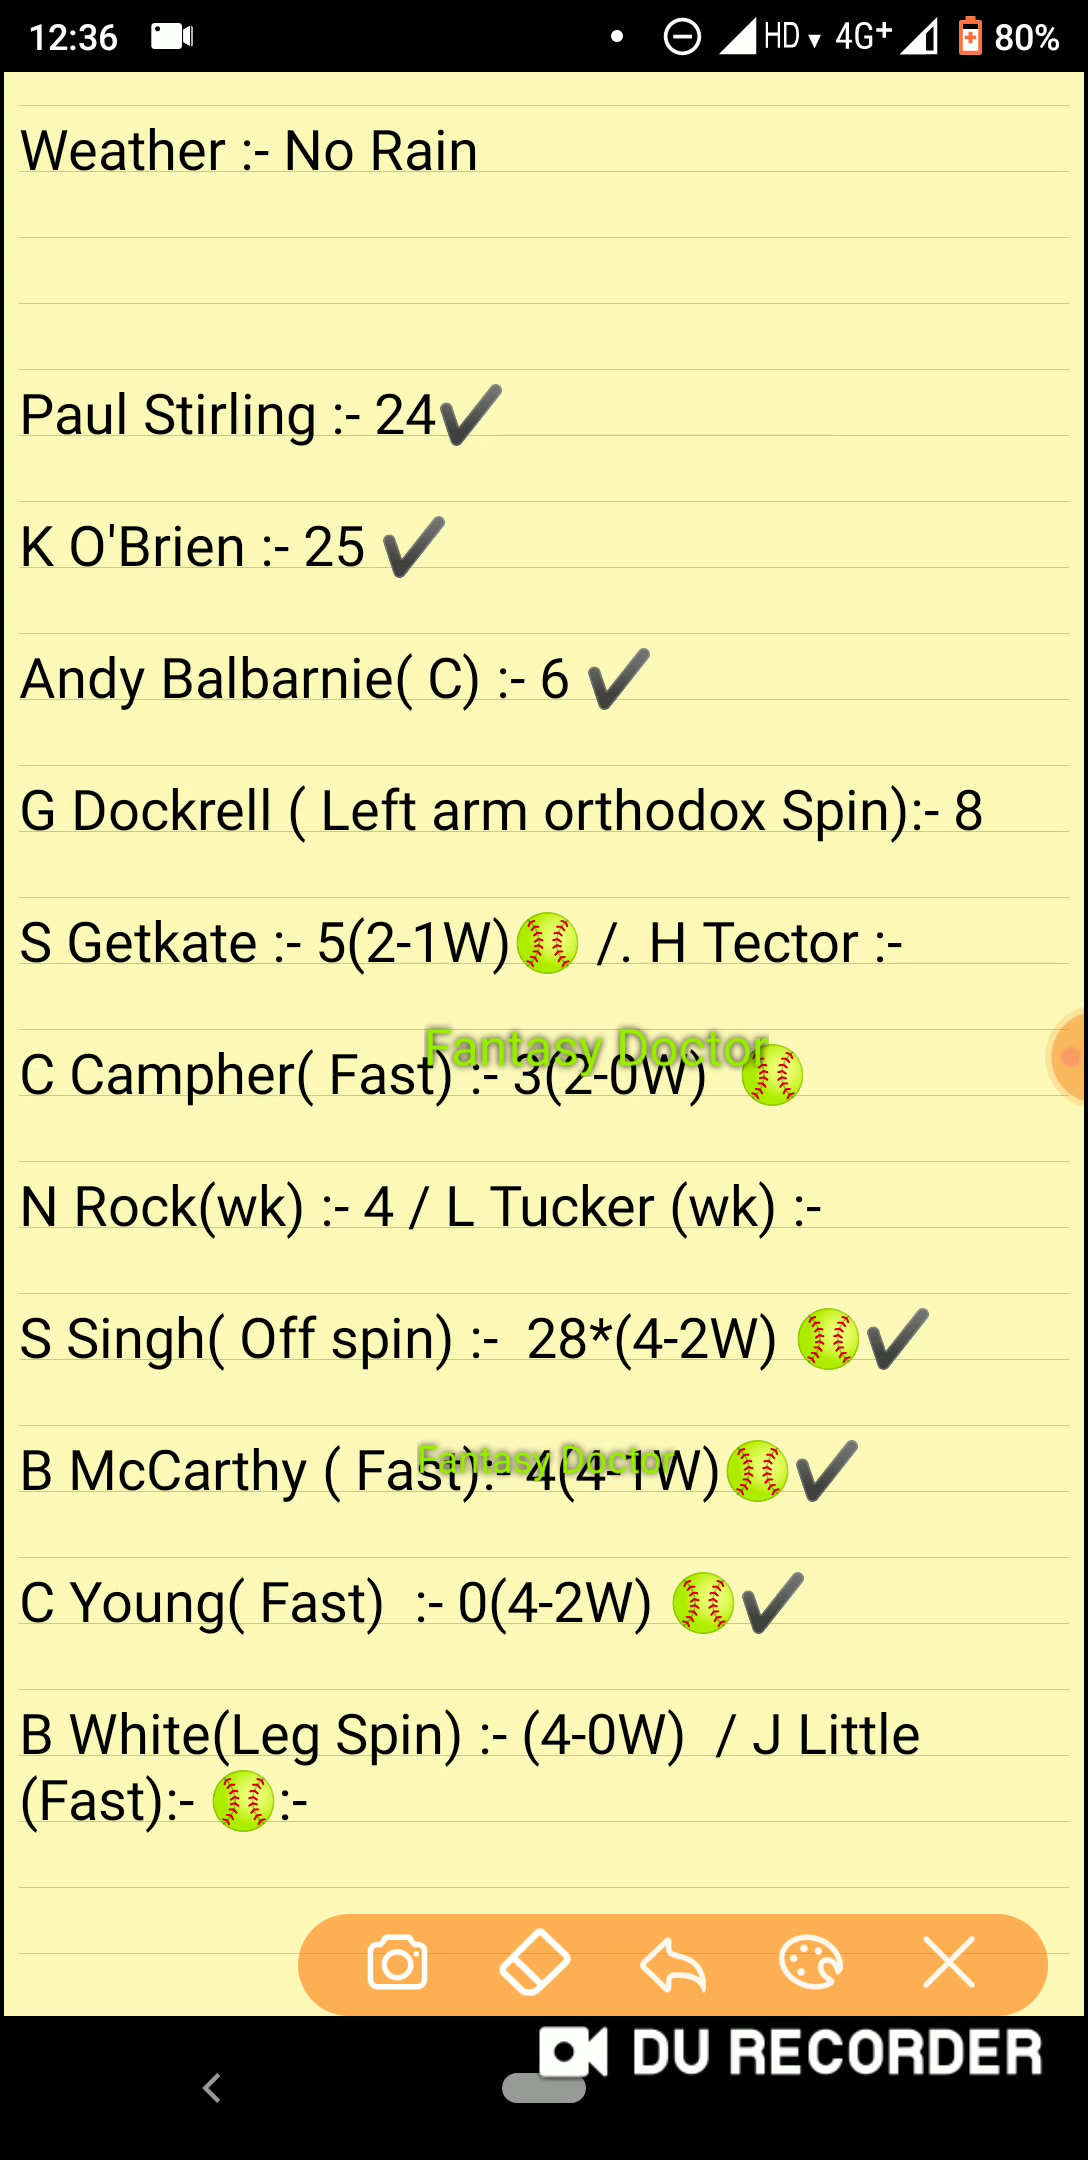 12:36 HD 4G+ 80%
Weather :- No Rain
Paul Stirling :- 24✔
K O'Brien :- 25 ✔
Andy Balbarnie( C) :- 6 ✔
G Dockrell ( Left arm orthodox Spin):- 8
S Getkate :- 5(2-1W)🥎 /. H Tector :-
Fantasy Doctor
C Campher( Fast) :- 3(2-0W) 🥎
N Rock(wk) :- 4 / L Tucker (wk) :-
S Singh( Off spin) :- 28*(4-2W) 🥎✔
Fantasy Doctor
B McCarthy ( Fast):- 4(4-1W)🥎✔
C Young( Fast) :- 0(4-2W) 🥎✔
B White(Leg Spin) :- (4-0W) / J Little
(Fast):- 🥎:-
DU RECORDER